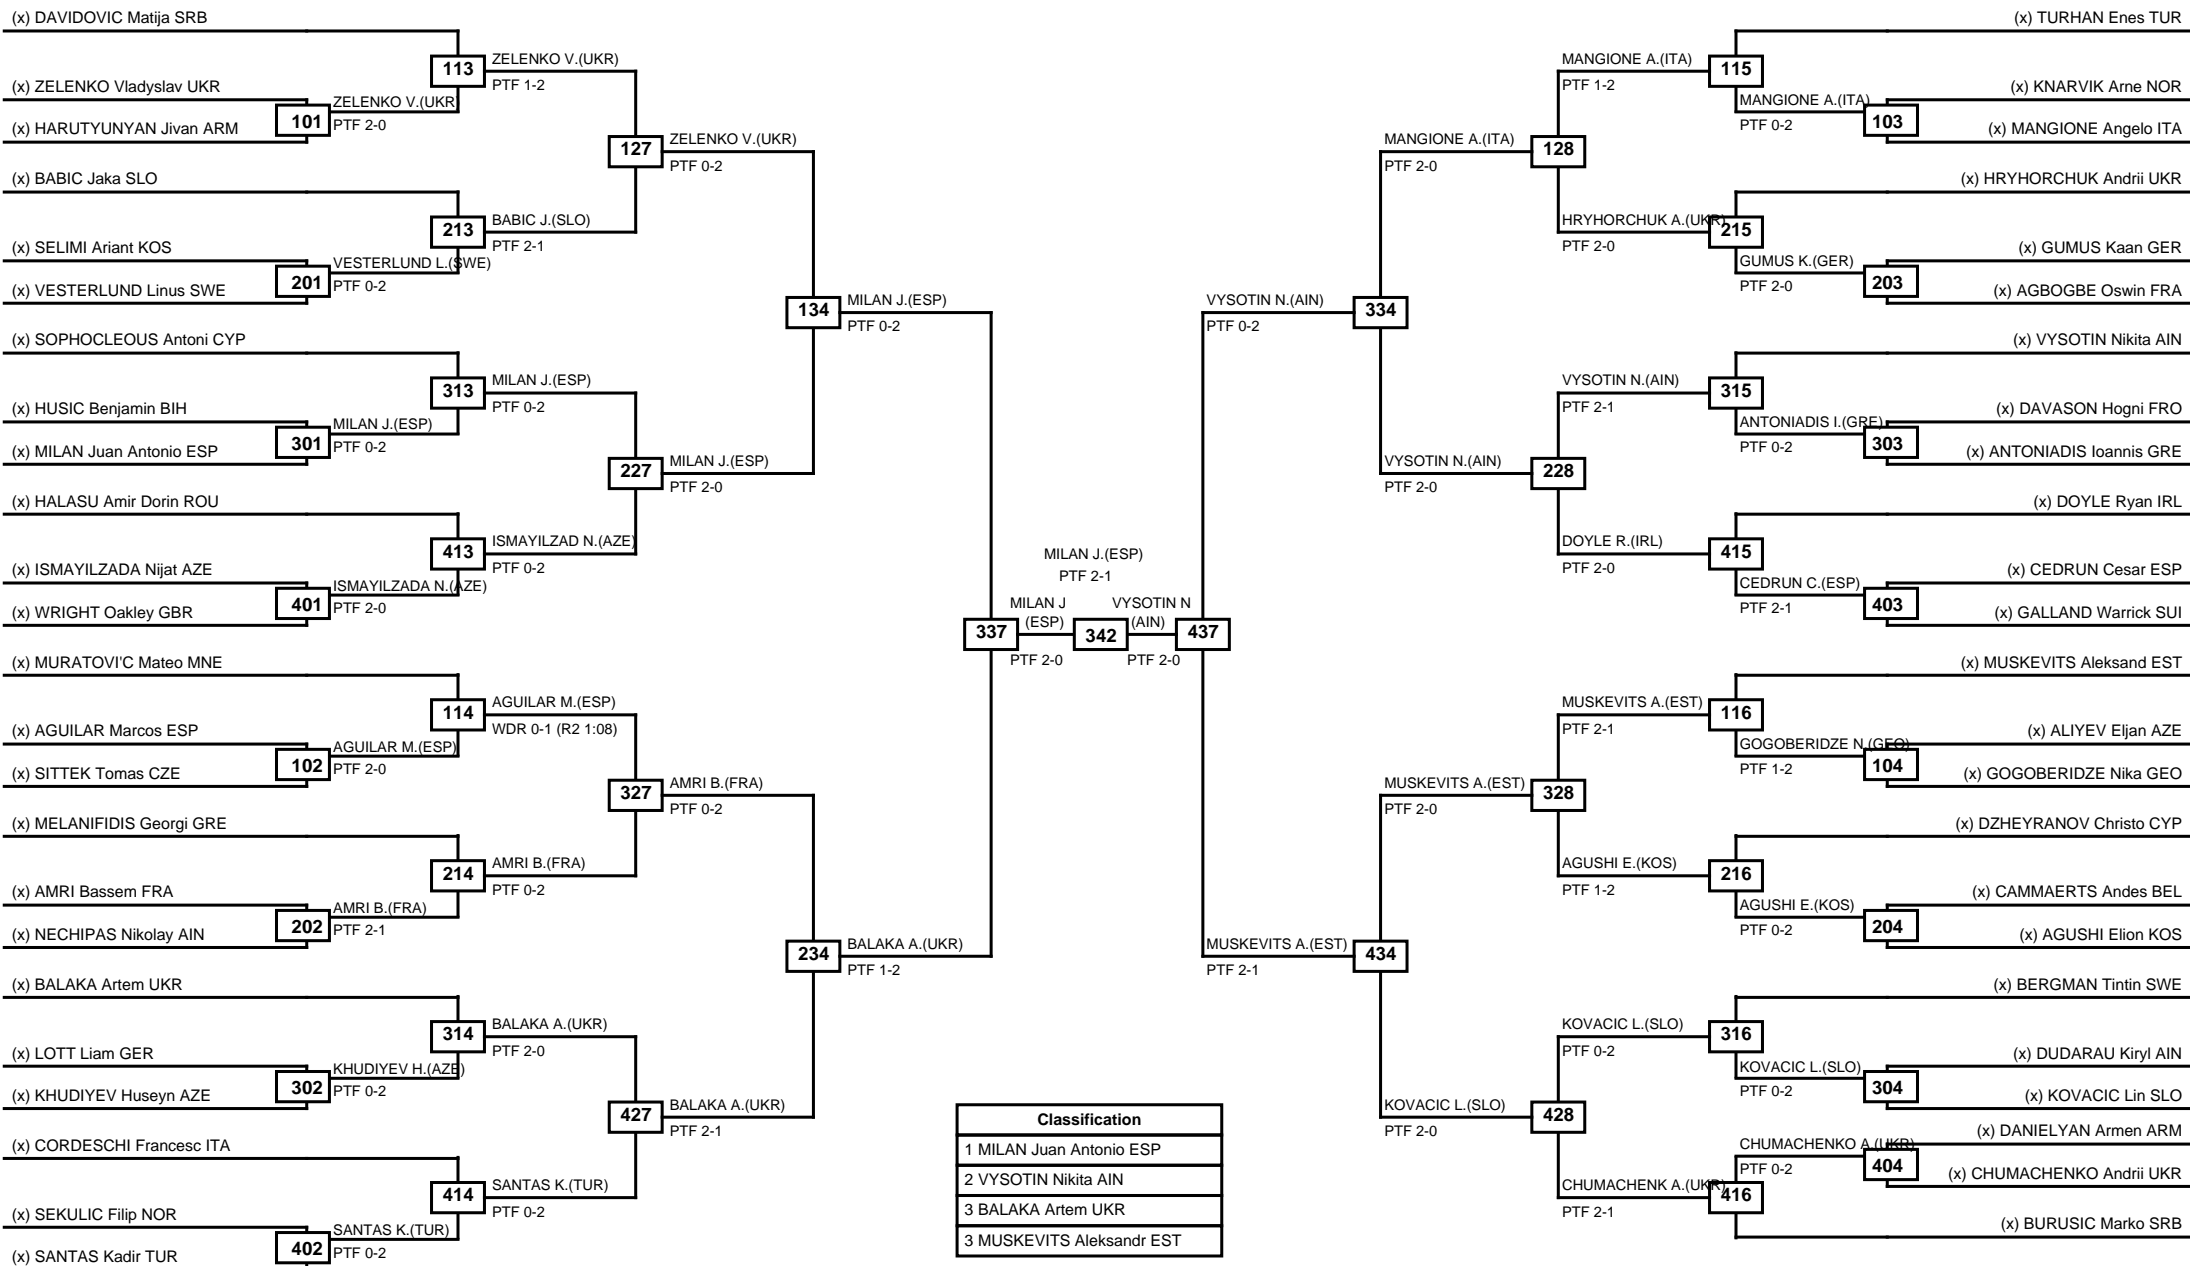 (x) DAVIDOVIC Matija SRB
113
ZELENKO V.(UKR)
PTF 1-2
(x) ZELENKO Vladyslav UKR
101
ZELENKO V.(UKR)
PTF 2-0
(x) HARUTYUNYAN Jivan ARM
127
ZELENKO V.(UKR)
PTF 0-2
(x) BABIC Jaka SLO
213
BABIC J.(SLO)
PTF 2-1
(x) SELIMI Ariant KOS
201
VESTERLUND L.(SWE)
PTF 0-2
(x) VESTERLUND Linus SWE
134
MILAN J.(ESP)
PTF 0-2
(x) SOPHOCLEOUS Antoni CYP
313
MILAN J.(ESP)
PTF 0-2
(x) HUSIC Benjamin BIH
301
MILAN J.(ESP)
PTF 0-2
(x) MILAN Juan Antonio ESP
227
MILAN J.(ESP)
PTF 2-0
(x) HALASU Amir Dorin ROU
413
ISMAYILZAD N.(AZE)
PTF 0-2
(x) ISMAYILZADA Nijat AZE
401
ISMAYILZADA N.(AZE)
PTF 2-0
(x) WRIGHT Oakley GBR
(x) MURATOVI'C Mateo MNE
114
AGUILAR M.(ESP)
WDR 0-1 (R2 1:08)
(x) AGUILAR Marcos ESP
102
AGUILAR M.(ESP)
PTF 2-0
(x) SITTEK Tomas CZE
327
AMRI B.(FRA)
PTF 0-2
(x) MELANIFIDIS Georgi GRE
214
AMRI B.(FRA)
PTF 0-2
(x) AMRI Bassem FRA
202
AMRI B.(FRA)
PTF 2-1
(x) NECHIPAS Nikolay AIN
234
BALAKA A.(UKR)
PTF 1-2
(x) BALAKA Artem UKR
314
BALAKA A.(UKR)
PTF 2-0
(x) LOTT Liam GER
302
KHUDIYEV H.(AZE)
PTF 0-2
(x) KHUDIYEV Huseyn AZE
427
BALAKA A.(UKR)
PTF 2-1
(x) CORDESCHI Francesc ITA
414
SANTAS K.(TUR)
PTF 0-2
(x) SEKULIC Filip NOR
402
SANTAS K.(TUR)
PTF 0-2
(x) SANTAS Kadir TUR
MILAN J.(ESP)
PTF 2-1
337
MILAN J
(ESP)
PTF 2-0
342
VYSOTIN N
(AIN)
PTF 2-0
437
(x) TURHAN Enes TUR
115
MANGIONE A.(ITA)
PTF 1-2
(x) KNARVIK Arne NOR
103
MANGIONE A.(ITA)
PTF 0-2
(x) MANGIONE Angelo ITA
128
MANGIONE A.(ITA)
PTF 2-0
(x) HRYHORCHUK Andrii UKR
215
HRYHORCHUK A.(UKR)
PTF 2-0
(x) GUMUS Kaan GER
203
GUMUS K.(GER)
PTF 2-0
(x) AGBOGBE Oswin FRA
334
VYSOTIN N.(AIN)
PTF 0-2
(x) VYSOTIN Nikita AIN
315
VYSOTIN N.(AIN)
PTF 2-1
(x) DAVASON Hogni FRO
303
ANTONIADIS I.(GRE)
PTF 0-2
(x) ANTONIADIS Ioannis GRE
228
VYSOTIN N.(AIN)
PTF 2-0
(x) DOYLE Ryan IRL
415
DOYLE R.(IRL)
PTF 2-0
(x) CEDRUN Cesar ESP
403
CEDRUN C.(ESP)
PTF 2-1
(x) GALLAND Warrick SUI
(x) MUSKEVITS Aleksand EST
116
MUSKEVITS A.(EST)
PTF 2-1
(x) ALIYEV Eljan AZE
104
GOGOBERIDZE N.(GEO)
PTF 1-2
(x) GOGOBERIDZE Nika GEO
328
MUSKEVITS A.(EST)
PTF 2-0
(x) DZHEYRANOV Christo CYP
216
AGUSHI E.(KOS)
PTF 1-2
(x) CAMMAERTS Andes BEL
204
AGUSHI E.(KOS)
PTF 0-2
(x) AGUSHI Elion KOS
434
MUSKEVITS A.(EST)
PTF 2-1
(x) BERGMAN Tintin SWE
316
KOVACIC L.(SLO)
PTF 0-2
(x) DUDARAU Kiryl AIN
304
KOVACIC L.(SLO)
PTF 0-2
(x) KOVACIC Lin SLO
428
KOVACIC L.(SLO)
PTF 2-0
(x) DANIELYAN Armen ARM
404
CHUMACHENKO A.(UKR)
PTF 0-2
(x) CHUMACHENKO Andrii UKR
416
CHUMACHENK A.(UKR)
PTF 2-1
(x) BURUSIC Marko SRB
Classification
1 MILAN Juan Antonio ESP
2 VYSOTIN Nikita AIN
3 BALAKA Artem UKR
3 MUSKEVITS Aleksandr EST